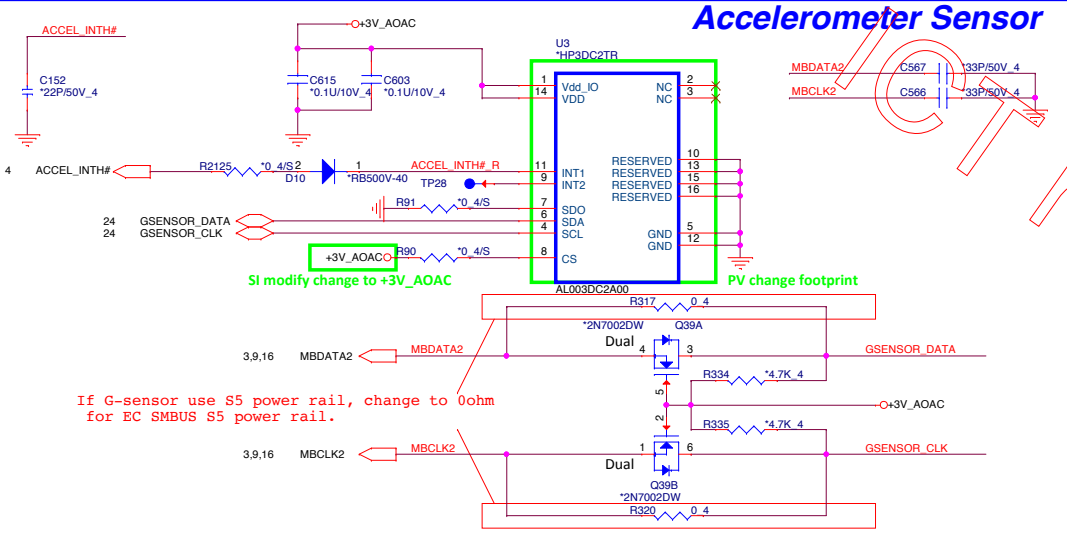 Accelerometer Sensor
ACCEL_INTH#
C152
*22P/50V_4
+3V_AOAC
C615
*0.1U/10V_4
C603
*0.1U/10V_4
U3
*HP3DC2TR
1
14
Vdd_IO
VDD
NC
NC
2
3
MBDATA2
C567
*33P/50V_4
MBCLK2
C566
*33P/50V_4
4
ACCEL_INTH#
R2125
*0_4/S
2
D10
1
*RB500V-40
ACCEL_INTH#_R
TP28
11
9
INT1
INT2
RESERVED
RESERVED
RESERVED
RESERVED
10
13
15
16
R91
*0_4/S
24
GSENSOR_DATA
24
GSENSOR_CLK
7
6
4
SDO
SDA
SCL
GND
GND
5
12
+3V_AOAC
R90
*0_4/S
8
CS
SI modify change to +3V_AOAC
PV change footprint
AL003DC2A00
R317
0_4
*2N7002DW
Q39A
Dual
3,9,16
MBDATA2
MBDATA2
4
3
5
GSENSOR_DATA
R334
*4.7K_4
If G-sensor use S5 power rail, change to 0ohm
for EC SMBUS S5 power rail.
+3V_AOAC
2
R335
*4.7K_4
3,9,16
MBCLK2
MBCLK2
1
6
GSENSOR_CLK
Dual
Q39B
*2N7002DW
R320
0_4